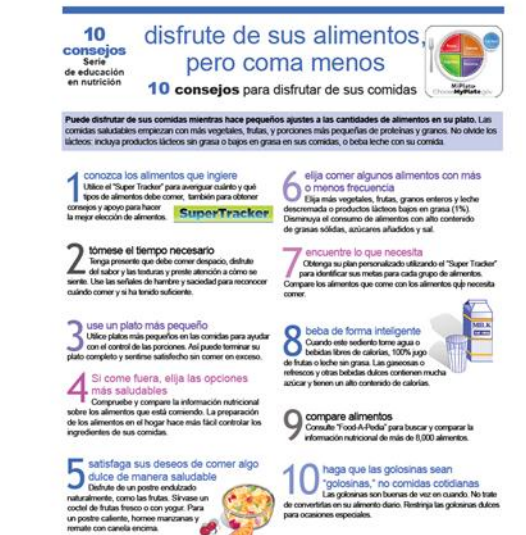 10
consejos
Serie
de educación
en nutrición
disfrute de sus alimentos,
pero coma menos
10 consejos para disfrutar de sus comidas
MiPlato
MyPlate
Puede disfrutar de sus comidas mientras hace pequeños ajustes a las cantidades de alimentos en su plato. Las
comidas saludables empiezan con más vegetales, frutas, y porciones más pequeñas de proteínas y granos. No olvide los
lácteos: incluya productos lácteos sin grasa o bajos en grasa en sus comidas, o beba leche con su comida.
1
conozca los alimentos que ingiere
Utilice el "Super Tracker" para averiguar cuánto y qué
tipos de alimentos debe comer, también para obtener
consejos y apoyo para hacer
la mejor elección de alimentos.
SuperTracker
2
tómese el tiempo necesario
Tenga presente que debe comer despacio, disfrute
del sabor y las texturas y preste atención a cómo se
siente. Use las señales de hambre y saciedad para reconocer
cuándo comer y si ha tenido suficiente.
3
use un plato más pequeño
Utilice platos más pequeños en las comidas para ayudar
con el control de las porciones. Así puede terminar su
plato completo y sentirse satisfecho sin comer en exceso.
4
Si come fuera, elija las opciones
más saludables
Compruebe y compare la información nutricional
sobre los alimentos que está comiendo. La preparación
de los alimentos en el hogar hace más fácil controlar los
ingredientes de sus comidas.
5
satisfaga sus deseos de comer algo
dulce de manera saludable
Disfrute de un postre endulzado
naturalmente, como las frutas. Sírvase un
coctel de frutas fresco o con yogur. Para
un postre caliente, hornee manzanas y
remate con canela encima.
6
elija comer algunos alimentos con más
o menos frecuencia
Elija más vegetales, frutas, granos enteros y leche
descremada o productos lácteos bajos en grasa (1%).
Disminuya el consumo de alimentos con alto contenido
de grasas sólidas, azúcares añadidos y sal.
7
encuentre lo que necesita
Obtenga su plan personalizado utilizando el "Super Tracker"
para identificar sus metas para cada grupo de alimentos.
Compare los alimentos que come con los alimentos que necesita
comer.
8
beba de forma inteligente
Cuando este sediento tome agua o
bebidas libres de calorías, 100% jugo
de frutas o leche sin grasa. Las gaseosas o
refrescos y otras bebidas dulces contienen mucha
azúcar y tienen un alto contenido de calorías.
MILK
9
compare alimentos
Consulte "Food-A-Pedia" para buscar y comparar la
información nutricional de más de 8,000 alimentos.
10
haga que las golosinas sean
"golosinas," no comidas cotidianas
Las golosinas son buenas de vez en cuando. No trate
de convertirlas en su alimento diario. Restrinja las golosinas dulces
para ocasiones especiales.